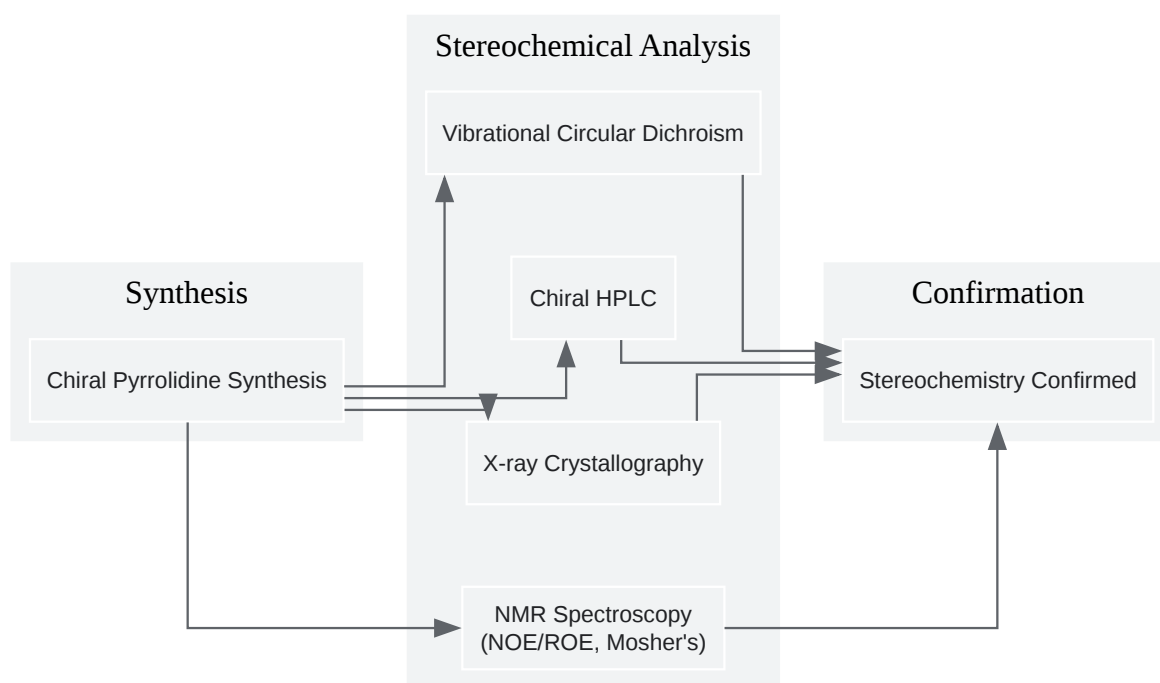 Stereochemical Analysis
Vibrational Circular Dichroism
Synthesis
Chiral HPLC
Confirmation
Chiral Pyrrolidine Synthesis
Stereochemistry Confirmed
X-ray Crystallography
NMR Spectroscopy
(NOE/ROE, Mosher's)